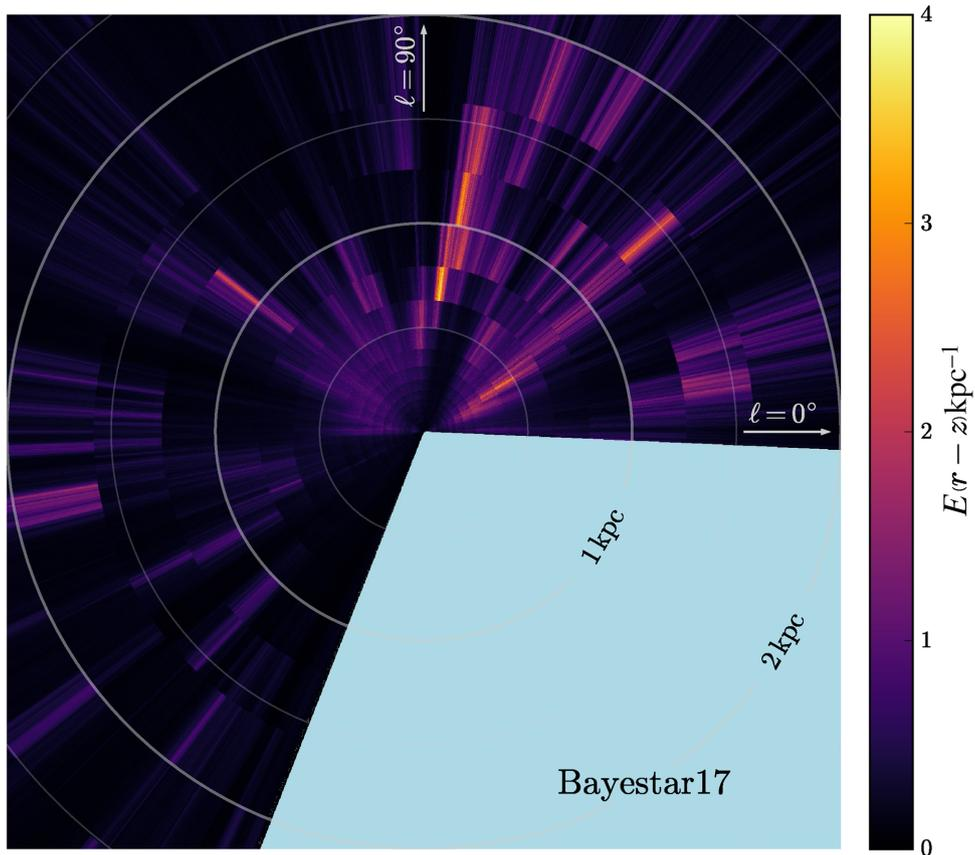 ℓ = 90°
ℓ = 0°
1 kpc
2 kpc
Bayestar17
4
3
2
1
0
E(r − z)kpc⁻¹